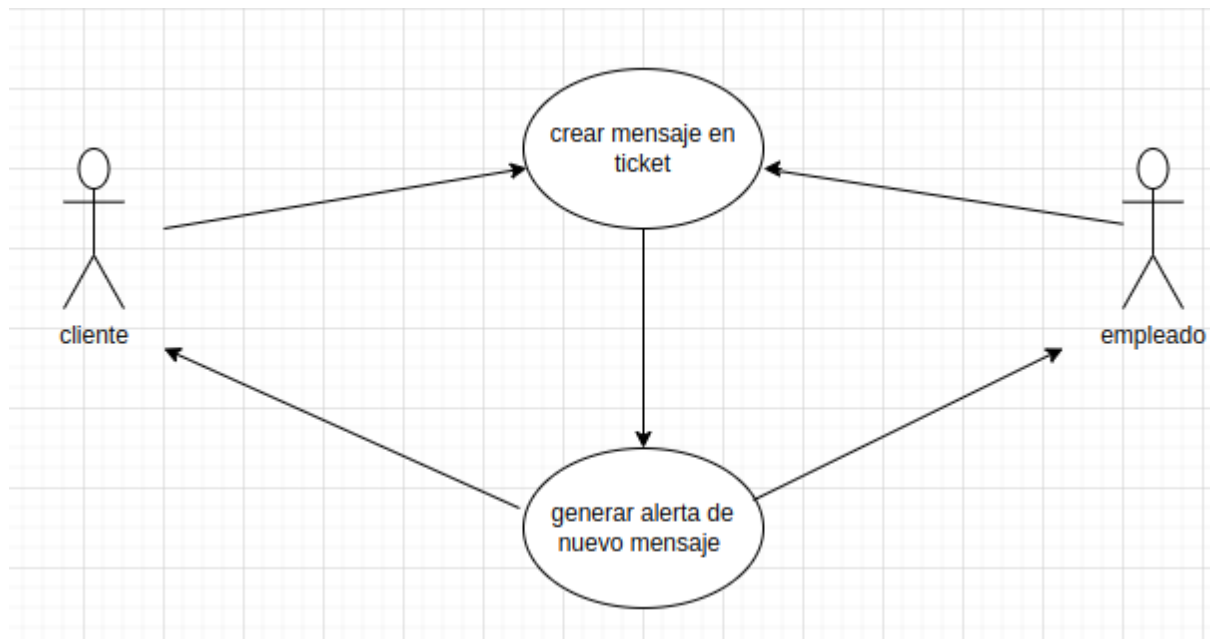 crear mensaje en
ticket
cliente
empleado
generar alerta de
nuevo mensaje